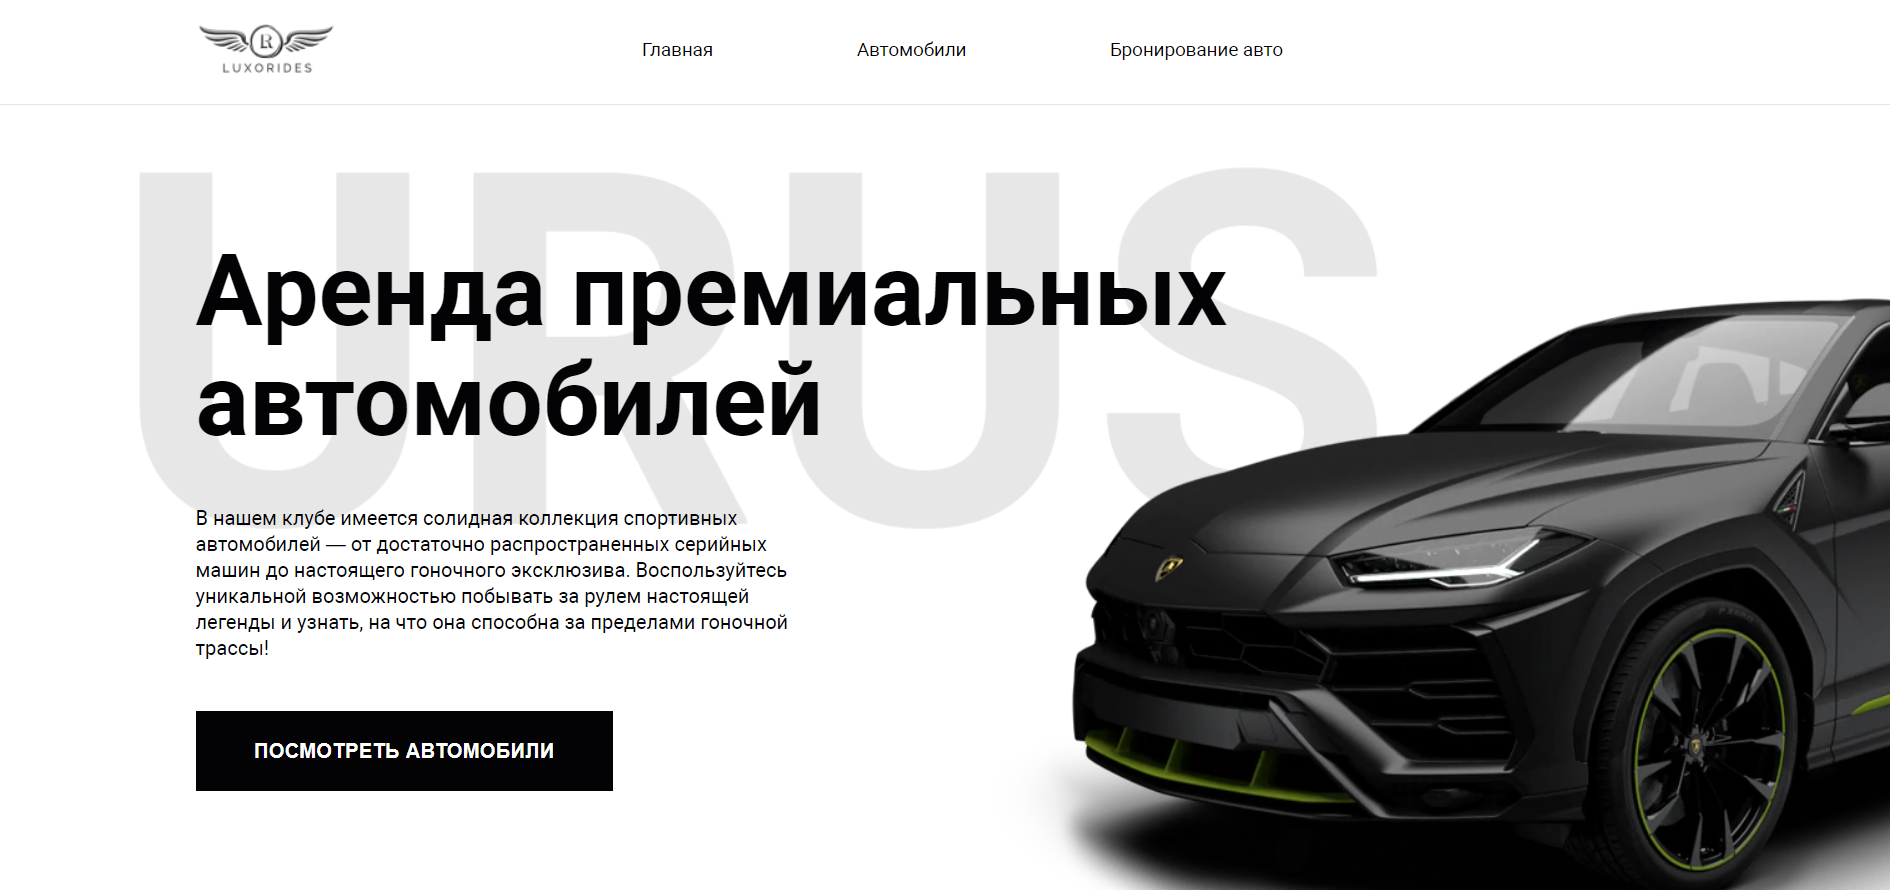 LR
LUXORIDES
Главная
Автомобили
Бронирование авто
URUS
Аренда премиальных
автомобилей
В нашем клубе имеется солидная коллекция спортивных
автомобилей — от достаточно распространенных серийных
машин до настоящего гоночного эксклюзива. Воспользуйтесь
уникальной возможностью побывать за рулем настоящей
легенды и узнать, на что она способна за пределами гоночной
трассы!
ПОСМОТРЕТЬ АВТОМОБИЛИ